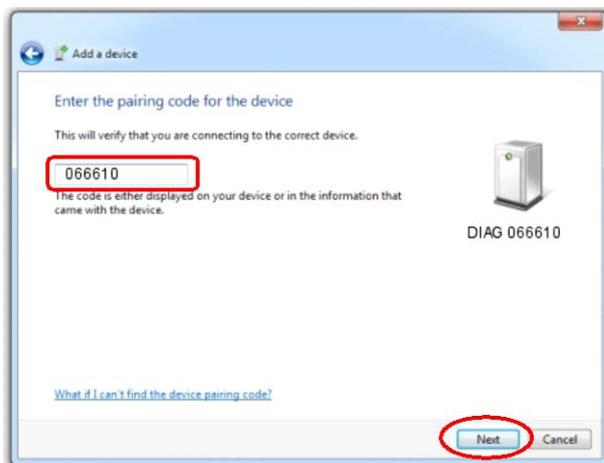 x
Add a device
Enter the pairing code for the device
This will verify that you are connecting to the correct device.
066610
The code is either displayed on your device or in the information that
came with the device.
DIAG 066610
What if I can't find the device pairing code?
Next Cancel